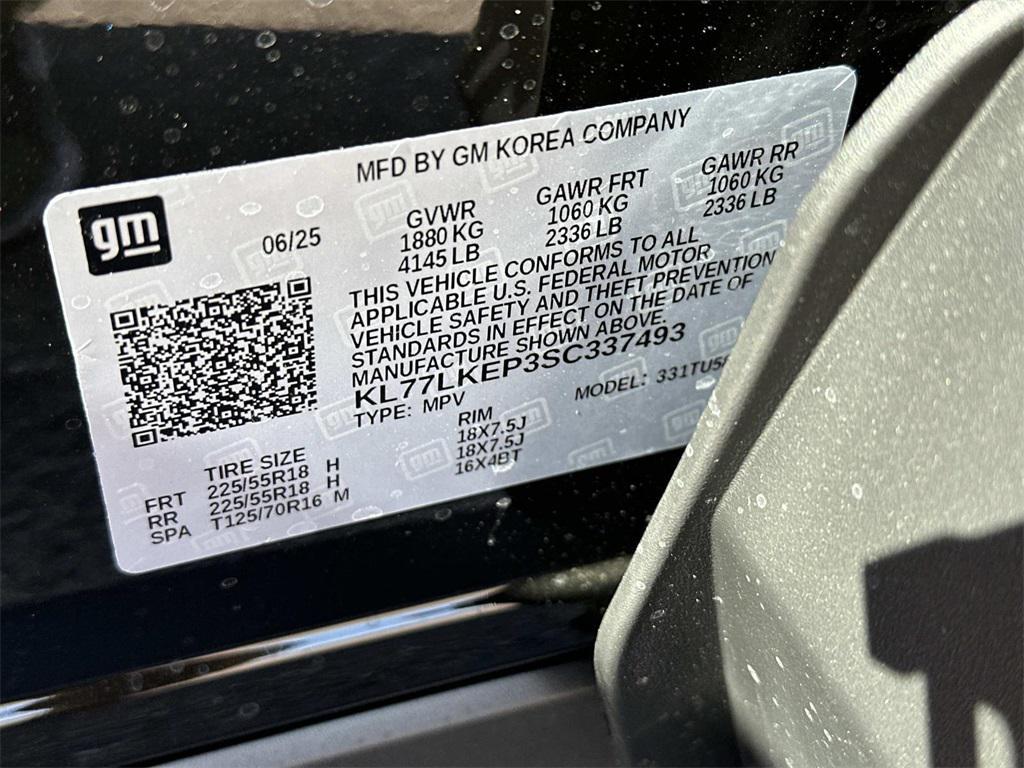 MFD BY GM KOREA COMPANY
gm
06/25
GVWR GAWR FRT GAWR RR
1880 KG 1060 KG 1060 KG
4145 LB 2336 LB 2336 LB
THIS VEHICLE CONFORMS TO ALL
APPLICABLE U.S. FEDERAL MOTOR
VEHICLE SAFETY AND THEFT PREVENTION
STANDARDS IN EFFECT ON THE DATE OF
MANUFACTURE SHOWN ABOVE.
KL77LKEP3SC337493
TYPE: MPV MODEL:
TIRE SIZE RIM
FRT 225/55R18 H 18X7.5J
RR 225/55R18 H 18X7.5J
SPA T125/70R16 M 16X4BT